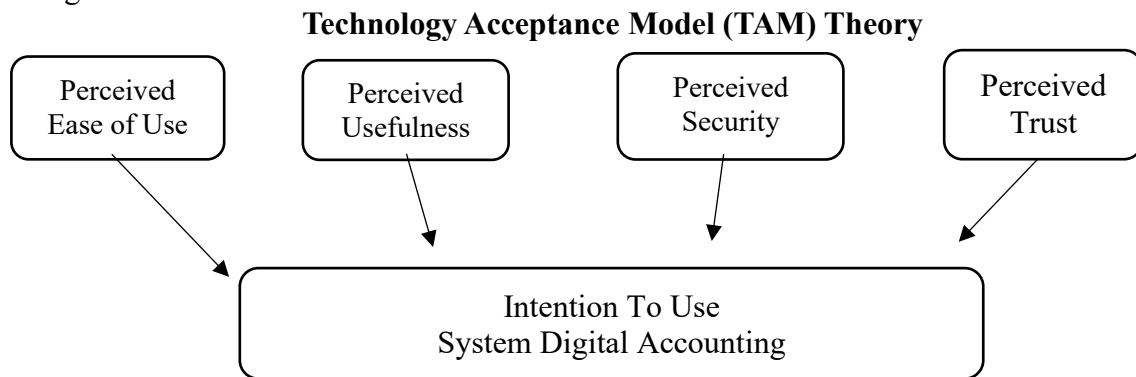 Technology Acceptance Model (TAM) Theory
Perceived
Ease of Use
Perceived
Usefulness
Perceived
Security
Perceived
Trust
Intention To Use
System Digital Accounting